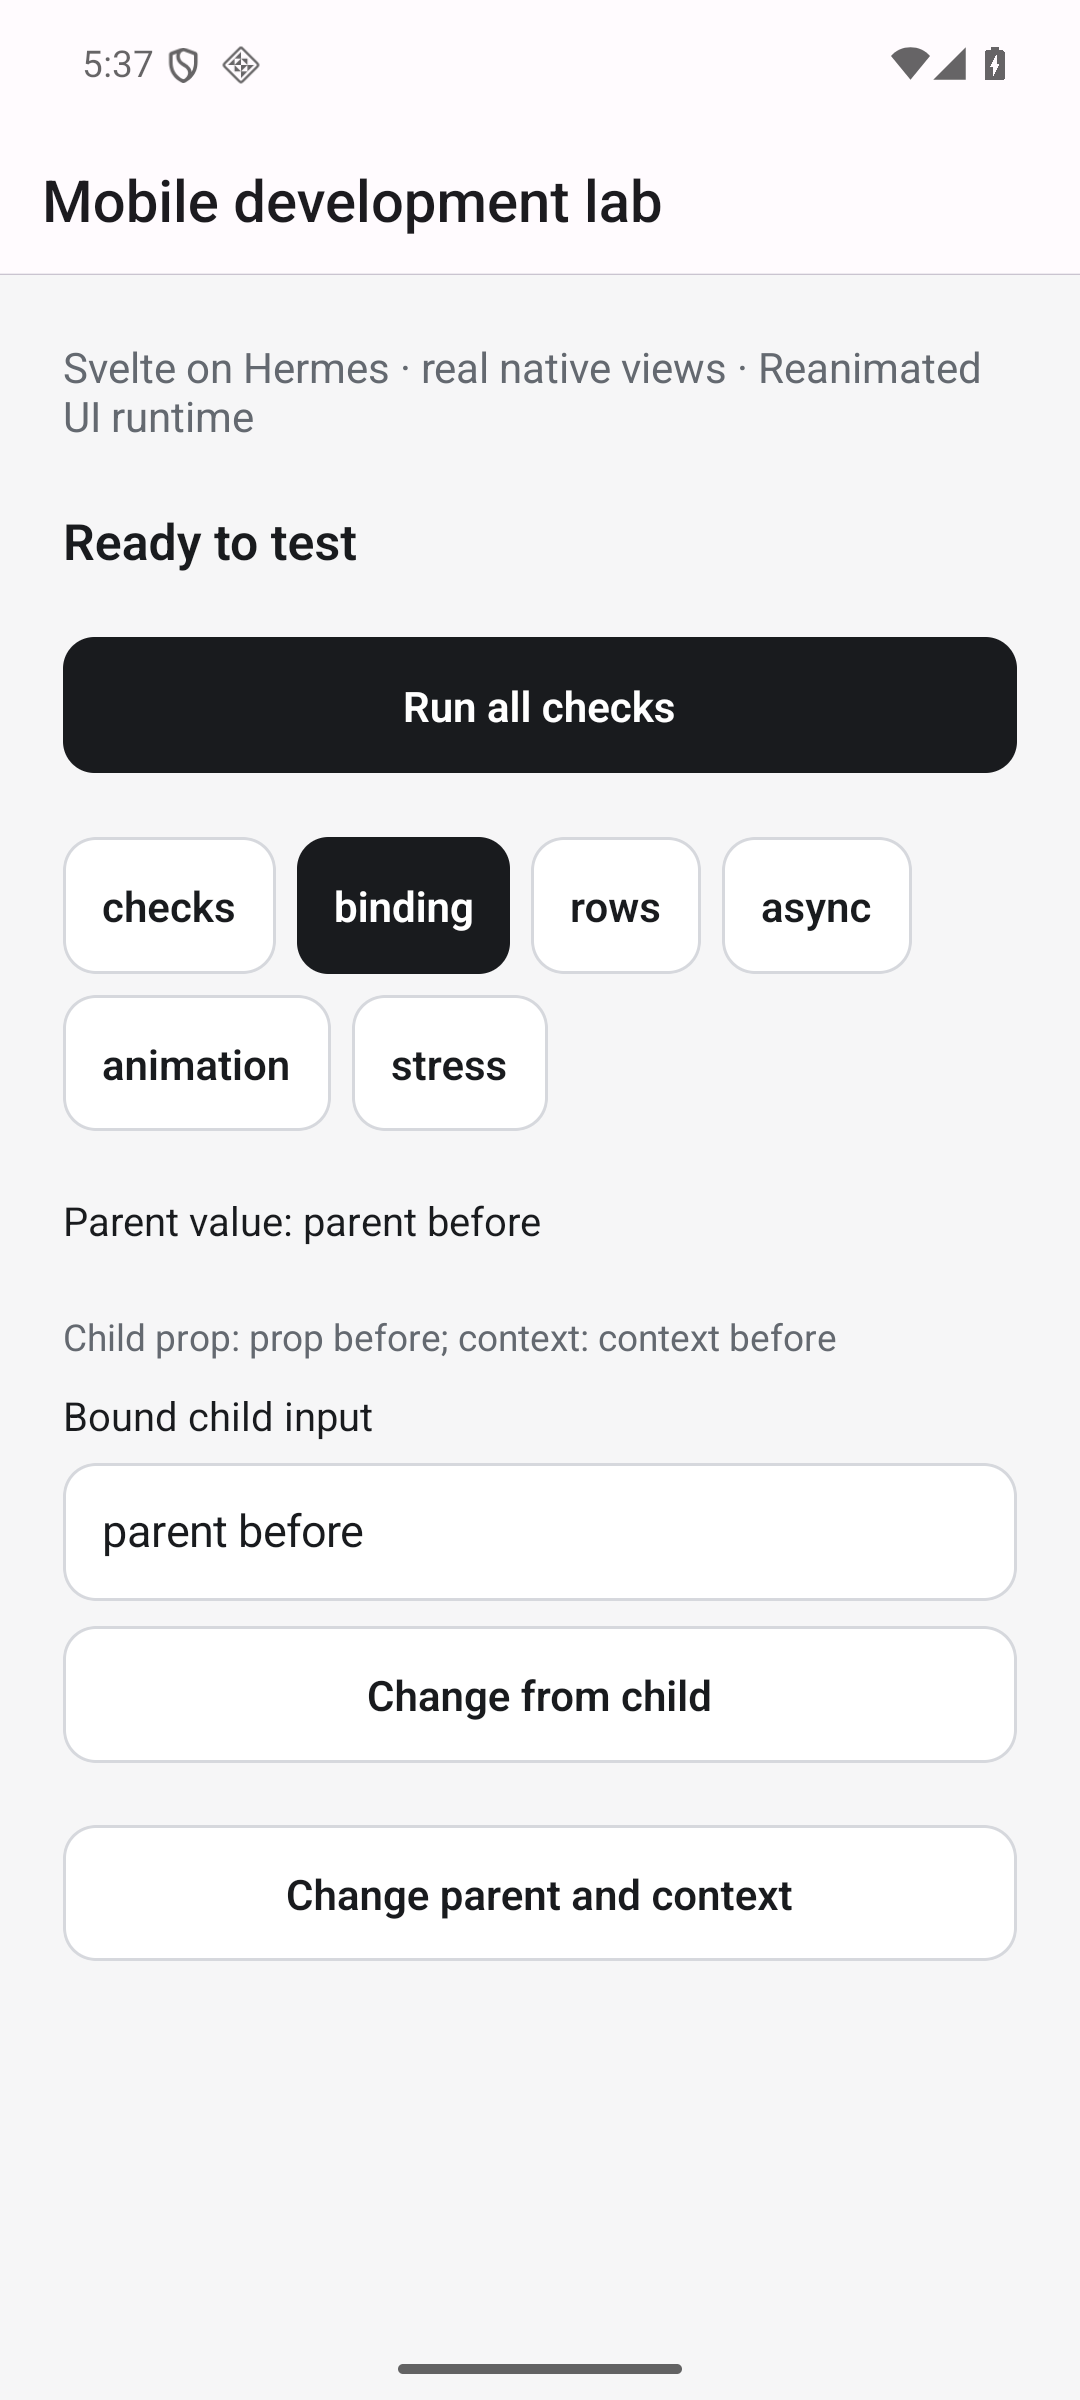 5:37
Mobile development lab
Svelte on Hermes · real native views · Reanimated
UI runtime
Ready to test
Run all checks
checks
binding
rows
async
animation
stress
Parent value: parent before
Child prop: prop before; context: context before
Bound child input
parent before
Change from child
Change parent and context